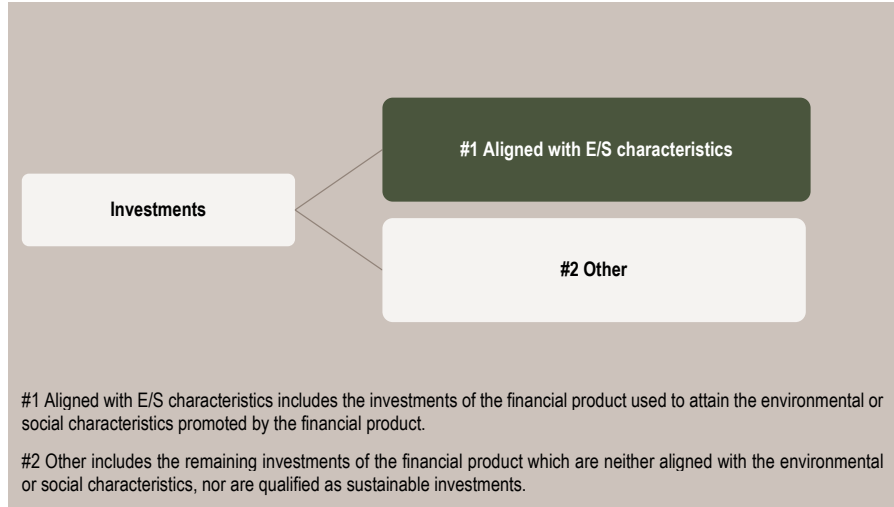 #1 Aligned with E/S characteristics
Investments
#2 Other
#1 Aligned with E/S characteristics includes the investments of the financial product used to attain the environmental or
social characteristics promoted by the financial product.
#2 Other includes the remaining investments of the financial product which are neither aligned with the environmental
or social characteristics, nor are qualified as sustainable investments.